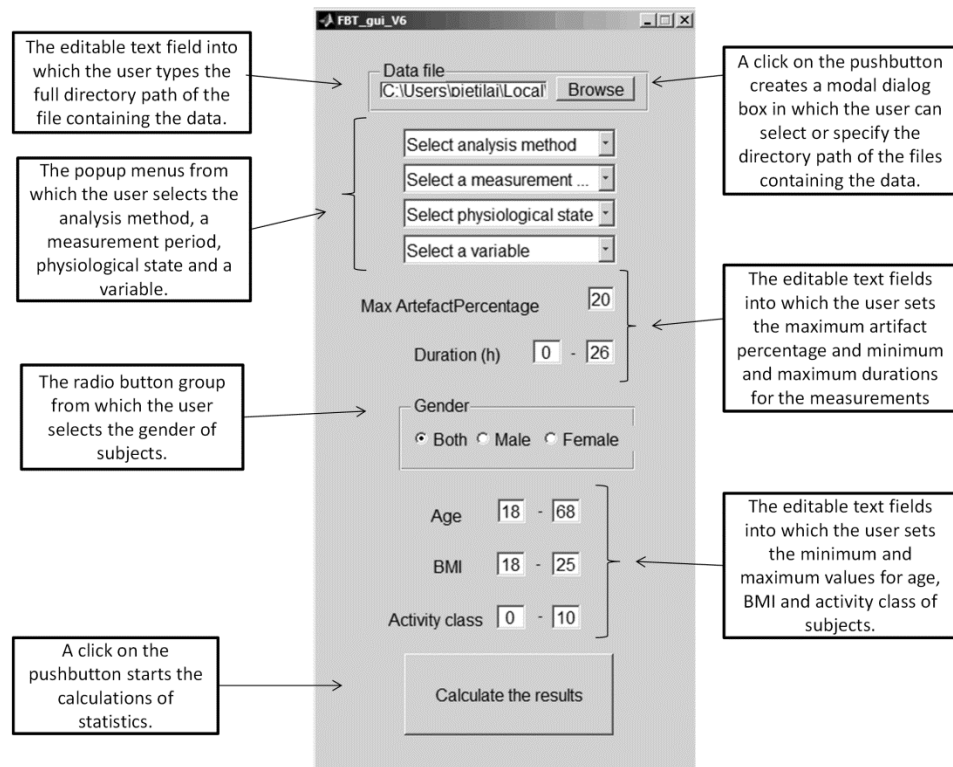 FBT_gui_V6
The editable text field into
which the user types the
full directory path of the
file containing the data.
Data file
C:\Users\pietilai\Local\
Browse
A click on the pushbutton
creates a modal dialog
box in which the user can
select or specify the
directory path of the files
containing the data.
The popup menus from
which the user selects the
analysis method, a
measurement period,
physiological state and a
variable.
Select analysis method
Select a measurement ...
Select physiological state
Select a variable
Max ArtefactPercentage 20
Duration (h) 0 - 26
The editable text fields
into which the user sets
the maximum artifact
percentage and minimum
and maximum durations
for the measurements
The radio button group
from which the user
selects the gender of
subjects.
Gender
Both Male Female
Age 18 - 68
BMI 18 - 25
Activity class 0 - 10
The editable text fields
into which the user sets
the minimum and
maximum values for age,
BMI and activity class of
subjects.
A click on the
pushbutton starts the
calculations of
statistics.
Calculate the results